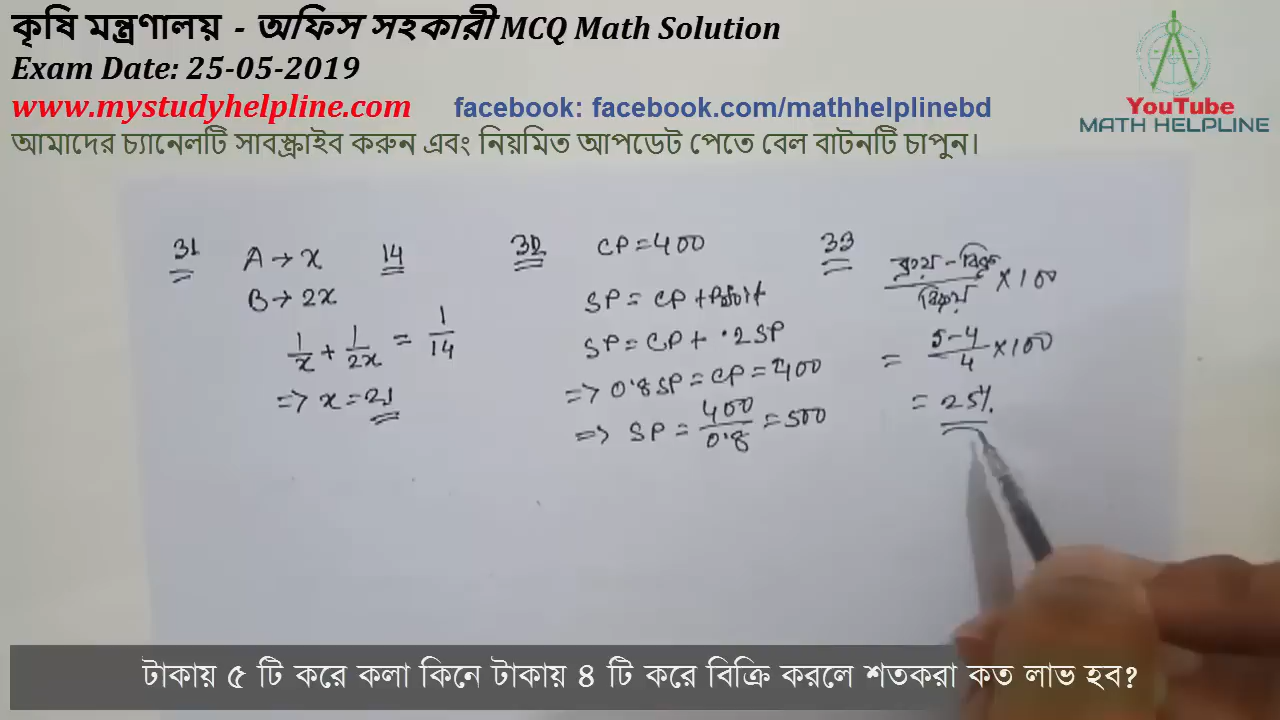 কৃষি মন্ত্রণালয় - অফিস সহকারী MCQ Math Solution
Exam Date: 25-05-2019
www.mystudyhelpline.com facebook: facebook.com/mathhelplinebd
আমাদের চ্যানেলটি সাবস্ক্রাইব করুন এবং নিয়মিত আপডেট পেতে বেল বাটনটি চাপুন।
YouTube
MATH HELPLINE
31
A → x
14
B → 2x
1/x + 1/2x = 1/14
=> x = 21
32
CP = 400
SP = CP + Profit
SP = CP + .2SP
=> 0.8SP = CP = 400
=> SP = 400/0.8 = 500
33
ক্রয় - বিক্রয়/বিক্রয় × 100
= 5-4/4 × 100
= 25%
টাকায় ৫ টি করে কলা কিনে টাকায় ৪ টি করে বিক্রি করলে শতকরা কত লাভ হব?